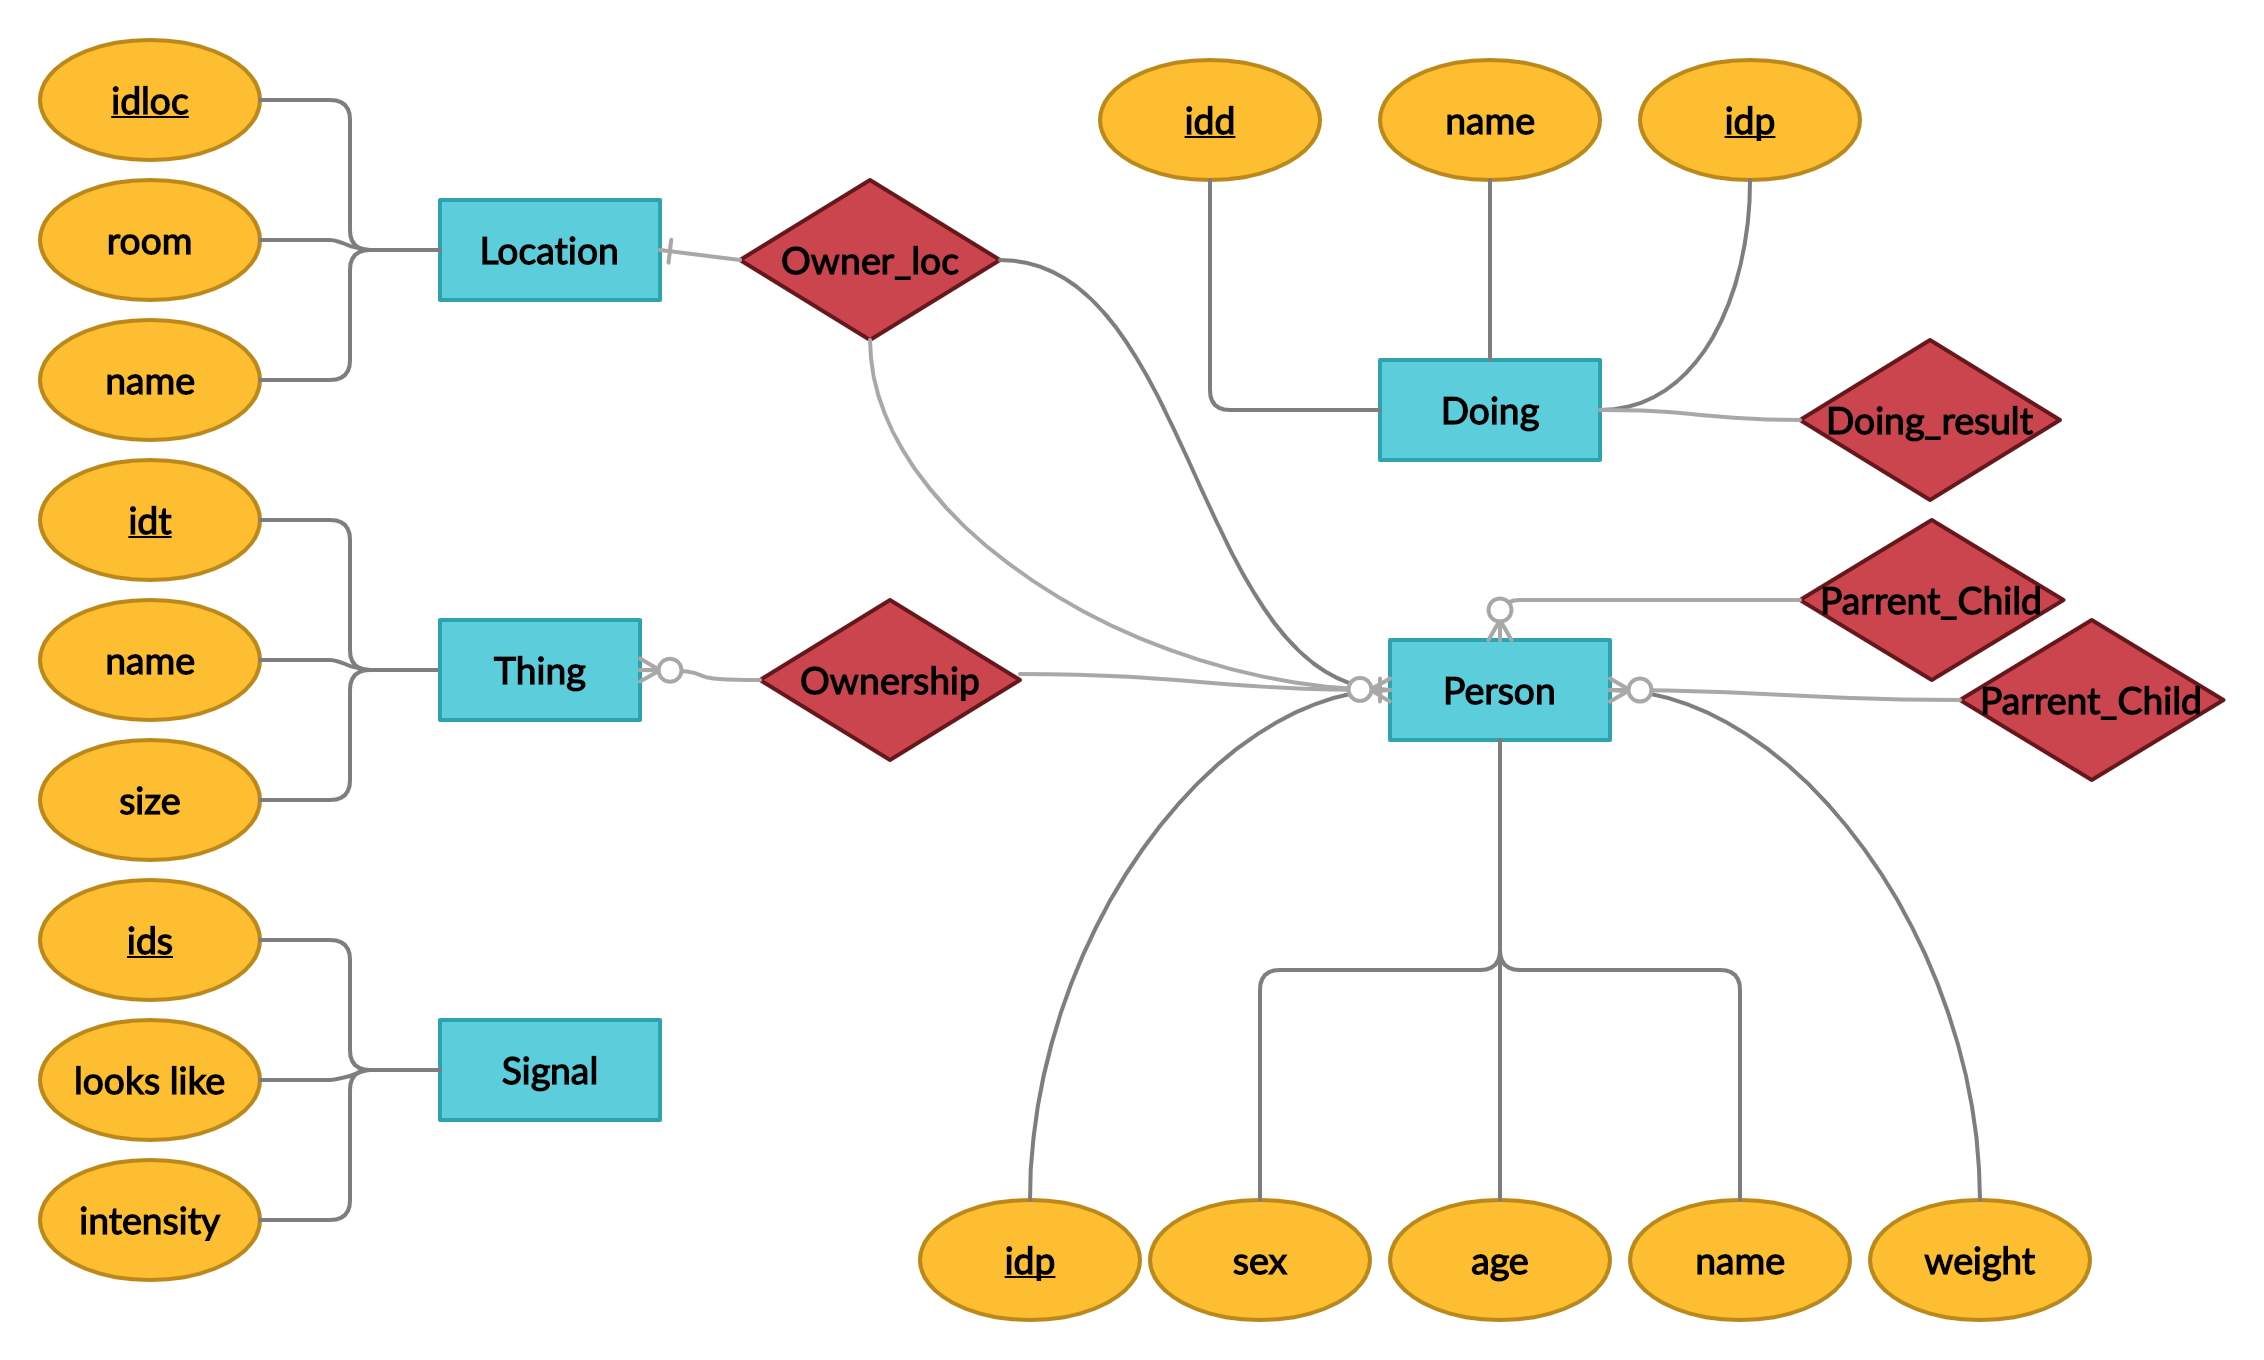 idloc
room
name
idt
name
size
ids
looks like
intensity
Location
Thing
Signal
Owner_loc
Ownership
idd
name
idp
Doing
Doing_result
Parrent_Child
Parrent_Child
Person
idp
sex
age
name
weight